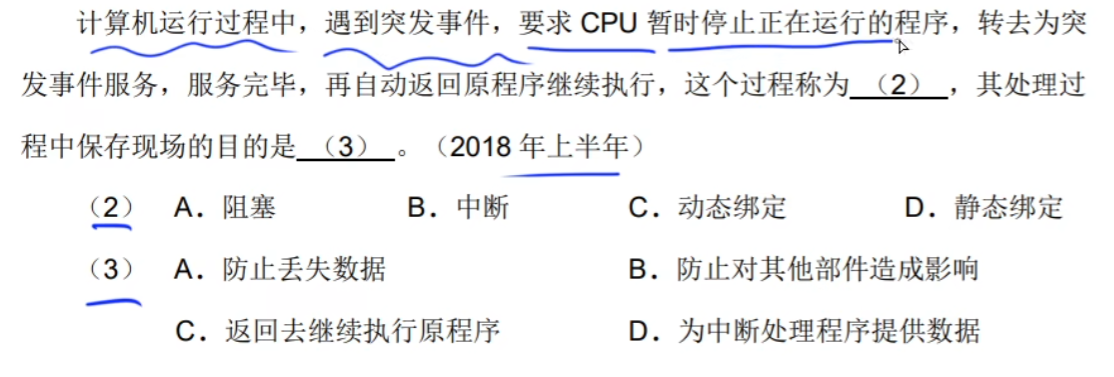 计算机运行过程中，遇到突发事件，要求 CPU 暂时停止正在运行的程序，转去为突
发事件服务，服务完毕，再自动返回原程序继续执行，这个过程称为（2），其处理过
程中保存现场的目的是（3）。（2018 年上半年）
（2） A．阻塞 B．中断 C．动态绑定 D．静态绑定
（3） A．防止丢失数据 B．防止对其他部件造成影响
C．返回去继续执行原程序 D．为中断处理程序提供数据